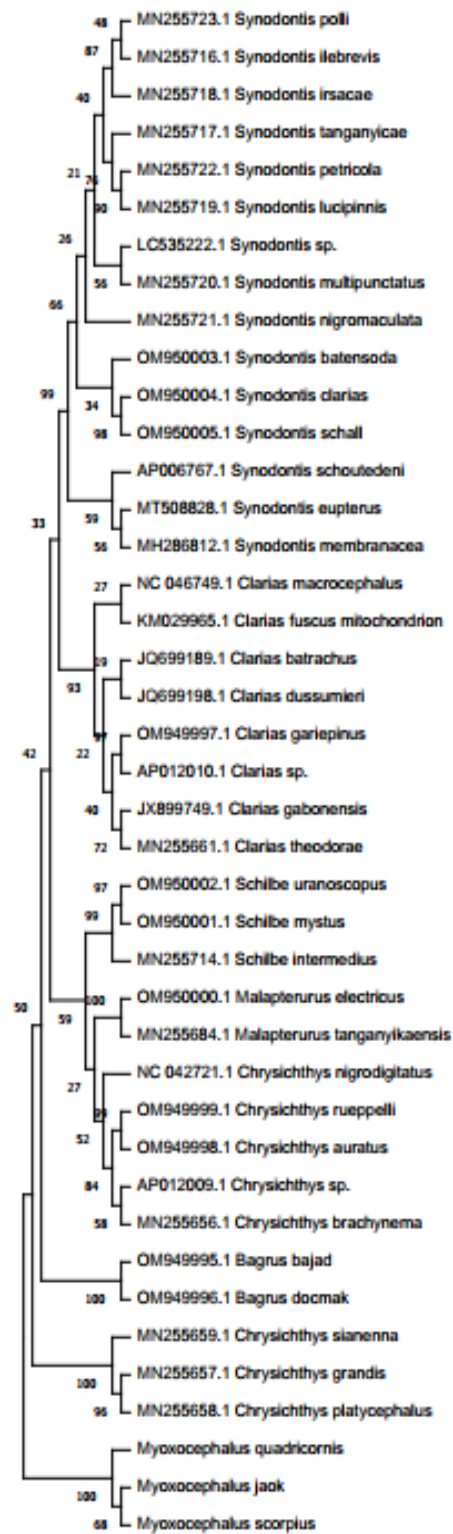 48
MN255723.1 Synodontis polli
87
MN255716.1 Synodontis ilebrevis
40
MN255718.1 Synodontis irsacae
MN255717.1 Synodontis tanganyicae
21
MN255722.1 Synodontis petricola
90
MN255719.1 Synodontis lucipinnis
26
LC535222.1 Synodontis sp.
56
MN255720.1 Synodontis multipunctatus
66
MN255721.1 Synodontis nigromaculata
OM950003.1 Synodontis batensoda
99
34
OM950004.1 Synodontis clarias
98
OM950005.1 Synodontis schall
AP006767.1 Synodontis schoutedeni
33
59
MT508828.1 Synodontis eupterus
56
MH286812.1 Synodontis membranacea
27
NC 046749.1 Clarias macrocephalus
KM029965.1 Clarias fuscus mitochondrion
JQ699189.1 Clarias batrachus
93
JQ699198.1 Clarias dussumieri
OM949997.1 Clarias gariepinus
42
22
AP012010.1 Clarias sp.
40
JX899749.1 Clarias gabonensis
72
MN255661.1 Clarias theodorae
97
OM950002.1 Schilbe uranoscopus
99
OM950001.1 Schilbe mystus
MN255714.1 Schilbe intermedius
50
59
100
OM950000.1 Malapterurus electricus
MN255684.1 Malapterurus tanganyikaensis
27
NC 042721.1 Chrysichthys nigrodigitatus
OM949999.1 Chrysichthys rueppelli
52
OM949998.1 Chrysichthys auratus
84
AP012009.1 Chrysichthys sp.
58
MN255656.1 Chrysichthys brachynema
OM949995.1 Bagrus bajad
100
OM949996.1 Bagrus docmak
MN255659.1 Chrysichthys sianenna
100
MN255657.1 Chrysichthys grandis
96
MN255658.1 Chrysichthys platycephalus
Myoxocephalus quadricornis
100
Myoxocephalus jaok
68
Myoxocephalus scorpius